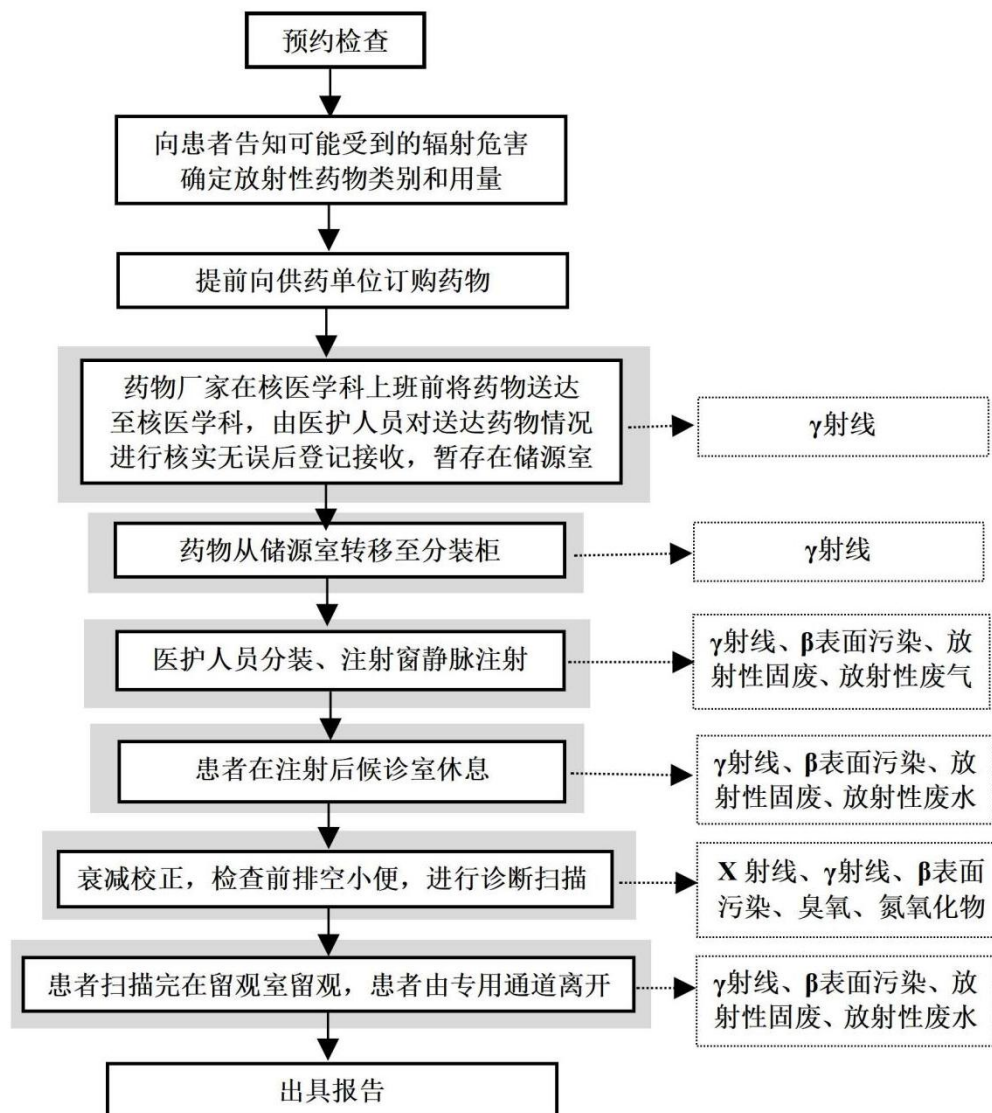 预约检查
向患者告知可能受到的辐射危害
确定放射性药物类别和用量
提前向供药单位订购药物
药物厂家在核医学科上班前将药物送达
至核医学科，由医护人员对送达药物情况
进行核实无误后登记接收，暂存在储源室
γ射线
药物从储源室转移至分装柜
γ射线
医护人员分装、注射窗静脉注射
γ射线、β表面污染、放
射性固废、放射性废气
患者在注射后候诊室休息
γ射线、β表面污染、放
射性固废、放射性废水
衰减校正，检查前排空小便，进行诊断扫描
X 射线、γ射线、β表面
污染、臭氧、氮氧化物
患者扫描完在留观室留观，患者由专用通道离开
γ射线、β表面污染、放
射性固废、放射性废水
出具报告